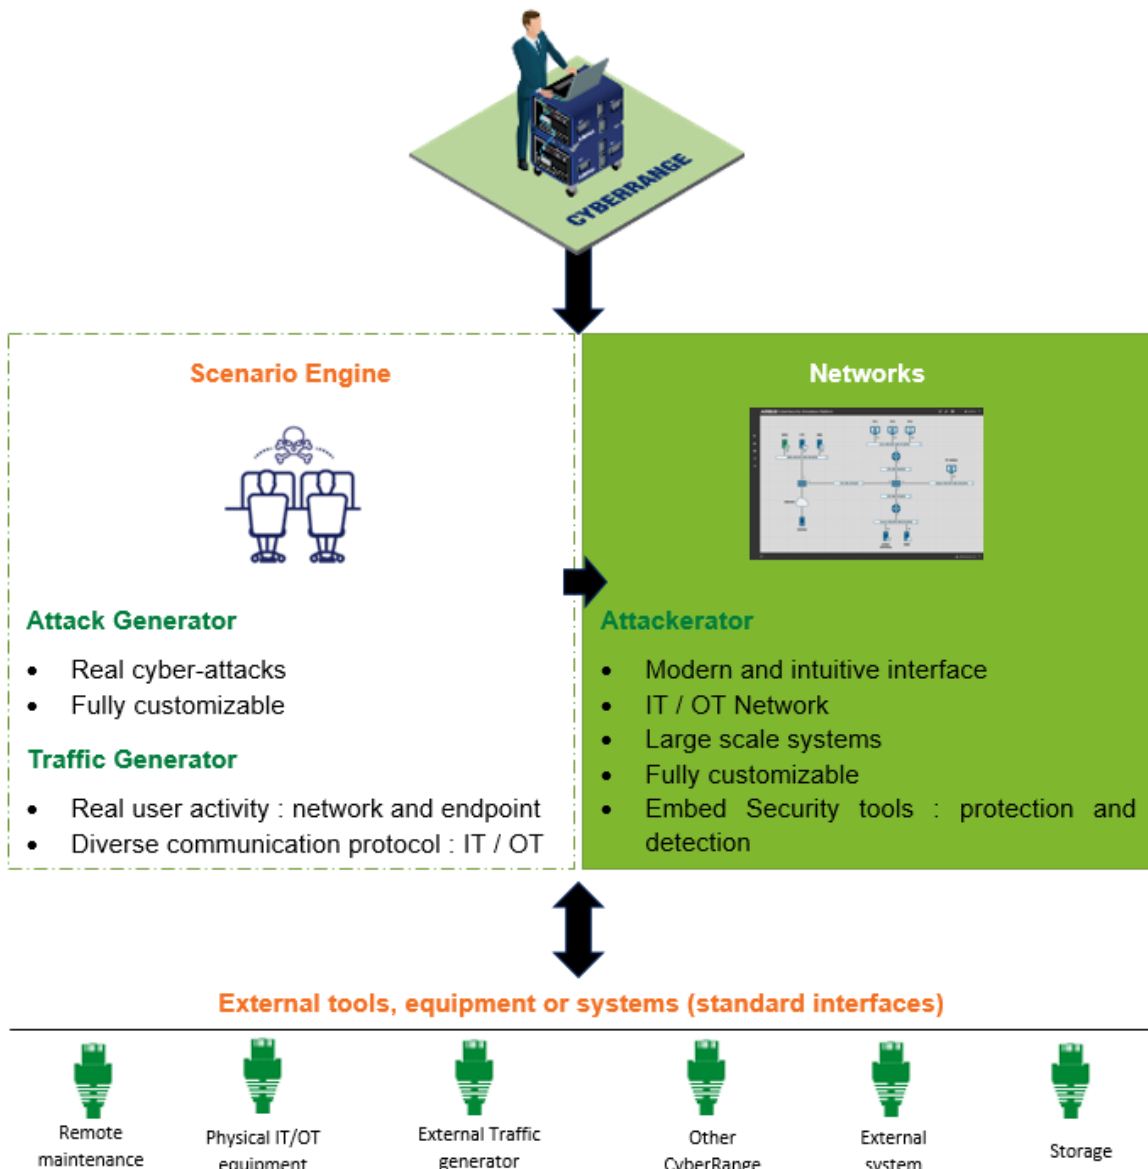 CYBERRANGE
Scenario Engine
Networks
Attack Generator
• Real cyber-attacks
• Fully customizable
Traffic Generator
• Real user activity : network and endpoint
• Diverse communication protocol : IT / OT
Attackerator
• Modern and intuitive interface
• IT / OT Network
• Large scale systems
• Fully customizable
• Embed Security tools : protection and
detection
External tools, equipment or systems (standard interfaces)
Remote
maintenance
Physical IT/OT
equipment
External Traffic
generator
Other
CyberRange
External
system
Storage